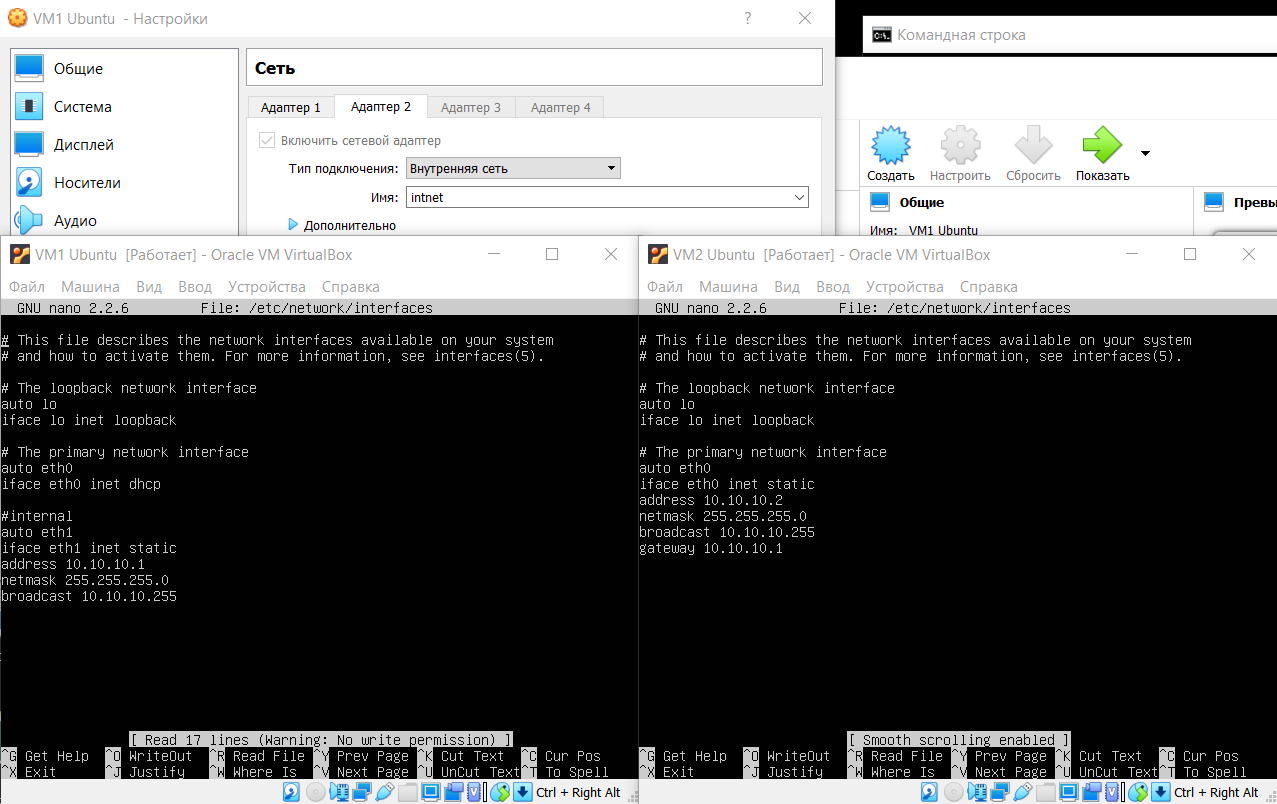 VM1 Ubuntu  - Настройки
?
Общие
Система
Дисплей
Носители
Аудио
Сеть
Адаптер 1
Адаптер 2
Адаптер 3
Адаптер 4
Включить сетевой адаптер
Тип подключения: Внутренняя сеть
Имя: intnet
Дополнительно
C:\.
Командная строка
Создать
Настроить
Сбросить
Показать
Общие
Имя: VM1 Ubuntu
VM1 Ubuntu  [Работает] - Oracle VM VirtualBox
Файл Машина Вид Ввод Устройства Справка
GNU nano 2.2.6 File: /etc/network/interfaces
# This file describes the network interfaces available on your system
# and how to activate them. For more information, see interfaces(5).
# The loopback network interface
auto lo
iface lo inet loopback
# The primary network interface
auto eth0
iface eth0 inet dhcp
#internal
auto eth1
iface eth1 inet static
address 10.10.10.1
netmask 255.255.255.0
broadcast 10.10.10.255
[ Read 17 lines (Warning: No write permission) ]
^G Get Help ^O WriteOut ^R Read File ^Y Prev Page ^K Cut Text ^C Cur Pos
^X Exit ^J Justify ^W Where Is ^V Next Page ^U UnCut Text ^T To Spell
Ctrl + Right Alt
VM2 Ubuntu  [Работает] - Oracle VM VirtualBox
Файл Машина Вид Ввод Устройства Справка
GNU nano 2.2.6 File: /etc/network/interfaces
# This file describes the network interfaces available on your system
# and how to activate them. For more information, see interfaces(5).
# The loopback network interface
auto lo
iface lo inet loopback
# The primary network interface
auto eth0
iface eth0 inet static
address 10.10.10.2
netmask 255.255.255.0
broadcast 10.10.10.255
gateway 10.10.10.1
[ Smooth scrolling enabled ]
^G Get Help ^O WriteOut ^R Read File ^Y Prev Page ^K Cut Text ^C Cur Pos
^X Exit ^J Justify ^W Where Is ^V Next Page ^U UnCut Text ^T To Spell
Ctrl + Right Alt